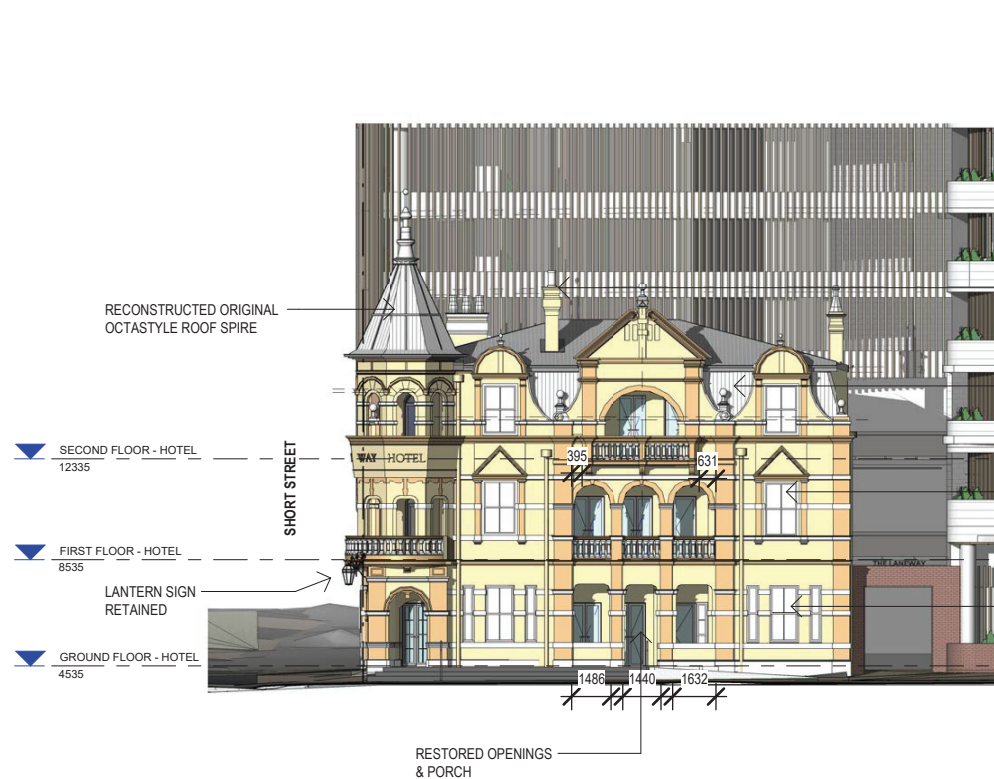 RECONSTRUCTED ORIGINAL
OCTASTYLE ROOF SPIRE
SECOND FLOOR - HOTEL
12335
WAY HOTEL
395
631
SHORT STREET
FIRST FLOOR - HOTEL
8535
THE LANEWAY
LANTERN SIGN
RETAINED
GROUND FLOOR - HOTEL
4535
1486
1440
1632
RESTORED OPENINGS
& PORCH